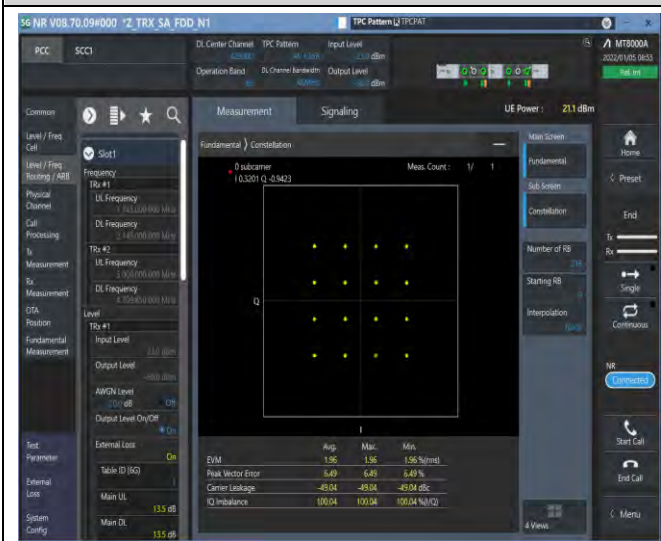 5G NR V08.70.09#000 *Z_TRX_SA_FDD_N1
TPC Pattern
TPCPAT
PCC
SCC1
DL Center Channel
TPC Pattern
Input Level
dBm
Operation Band
DL Channel Bandwidth
Output Level
dBm
MT8000A
2022/01/05 06:55
Measurement
Signaling
UE Power : 21.1 dBm
Common
Level / Freq.
Cell
Level / Freq.
Routing / ARB
Physical
Channel
Call
Processing
Tx
Measurement
Rx
Measurement
OTA
Position
Fundamental
Measurement
Test
Parameter
External
Loss
System
Config
Slot1
Frequency
TRx #1
UL Frequency
DL Frequency
TRx #2
UL Frequency
DL Frequency
Level
TRx #1
Input Level
Output Level
AWGN Level
Off
Output Level On/Off
On
External Loss
On
Table ID (6G)
Main UL
13.5 dB
Main DL
13.5 dB
Fundamental
Constellation
0 subcarrier
I 0.3201 Q -0.9423
Meas. Count : 1/ 1
Q
I
Avg. Max. Min.
EVM 1.96 1.96 1.96 %(rms)
Peak Vector Error 6.49 6.49 6.49 %
Carrier Leakage -49.04 -49.04 -49.04 dBc
IQ Imbalance 100.04 100.04 100.04 %(I/Q)
Main Screen
Fundamental
Sub Screen
Constellation
Number of RB
Starting RB
Interpolation
4 Views
Home
Preset
End
Tx
Rx
Single
Continuous
NR
Connected
Start Call
End Call
Menu